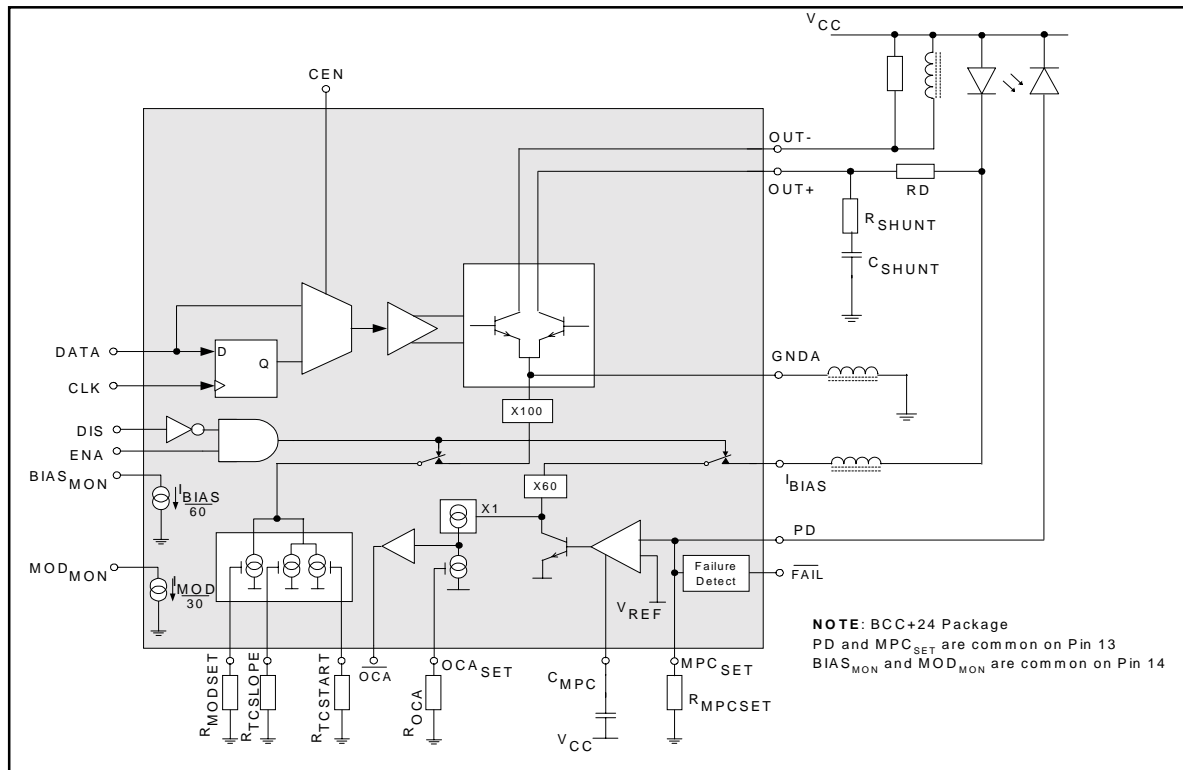 VCC
CEN
OUT-
OUT+
RD
RSHUNT
CSHUNT
D
Q
DATA
CLK
GNDA
X100
DIS
ENA
BIASMON
IBIAS
60
X60
IBIAS
X1
PD
MODMON
IMOD
30
Failure
Detect
FAIL
VREF
NOTE: BCC+24 Package
PD and MPCSET are common on Pin 13
BIASMON and MODMON are common on Pin 14
RMODSET
RTCSLOPE
RTCSTART
OCA
OCASET
ROCA
CMPC
VCC
MPCSET
RMPCSET